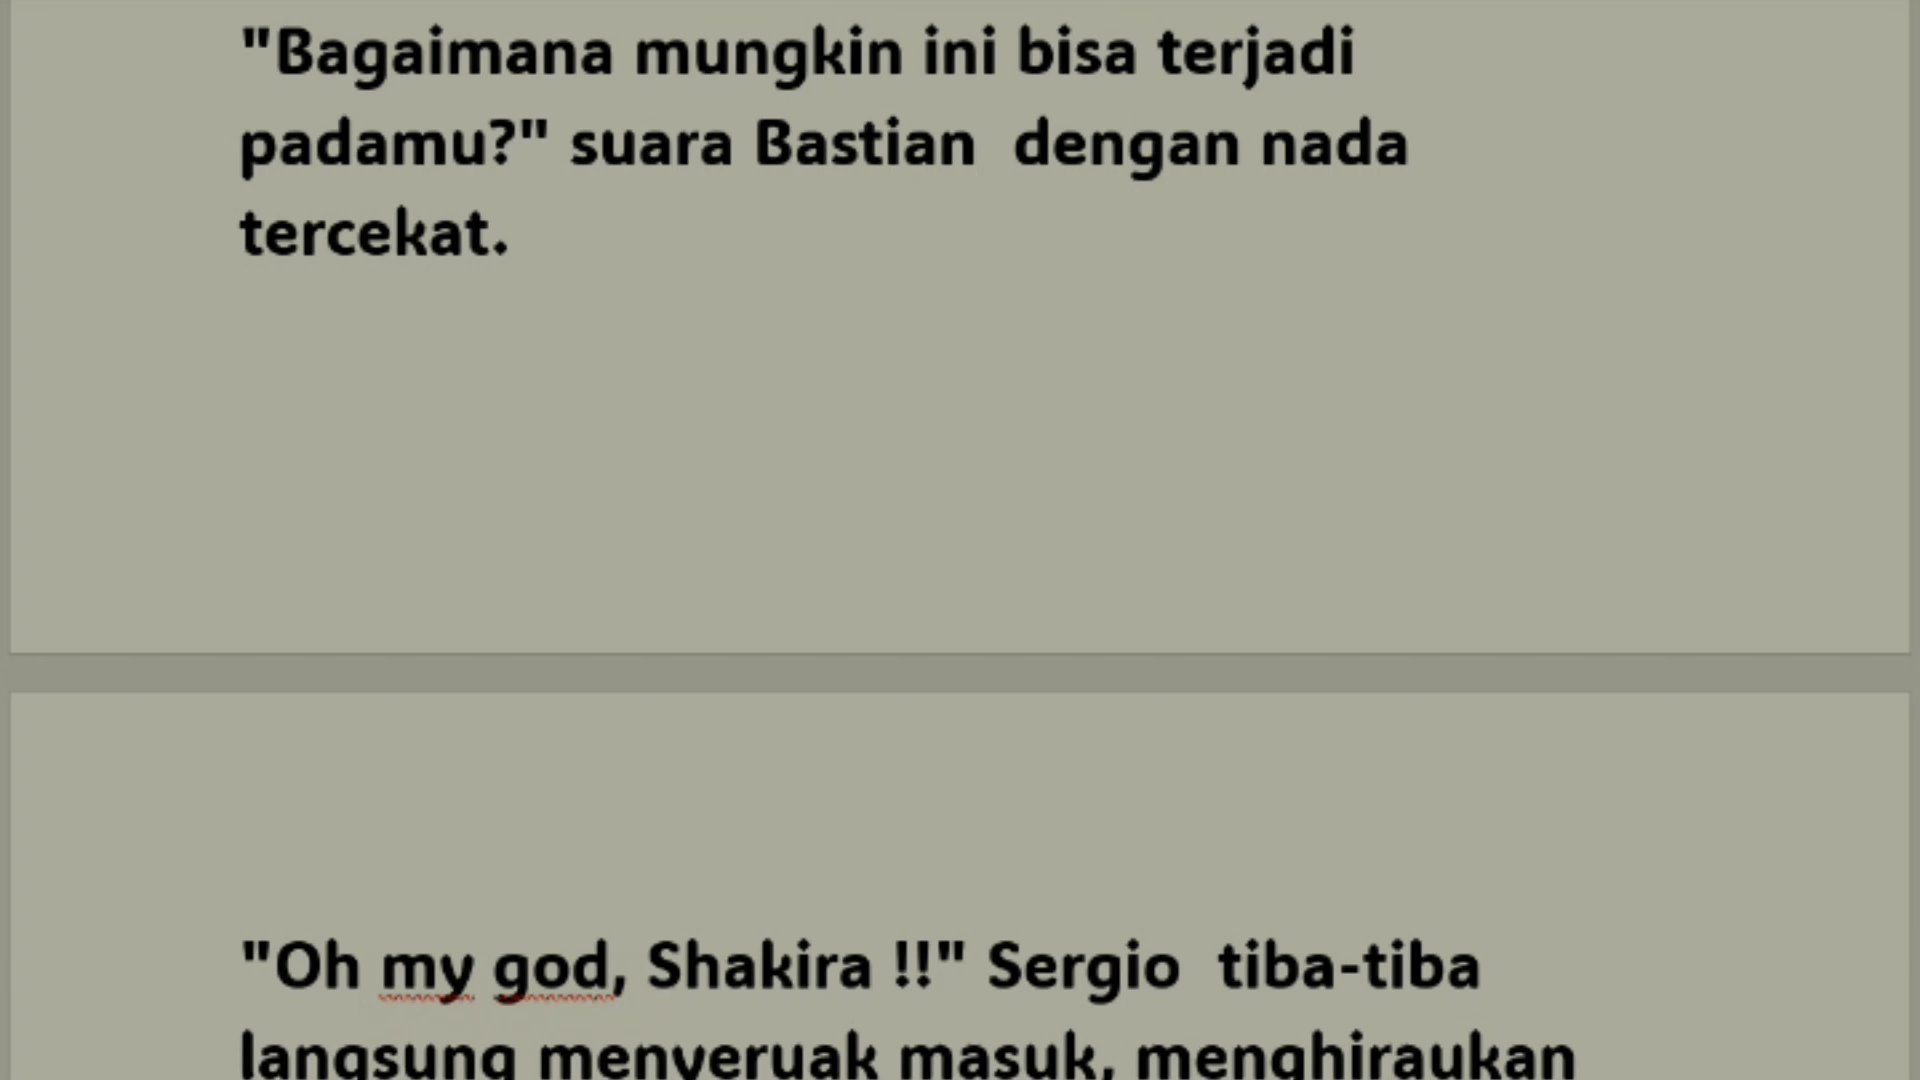 "Bagaimana mungkin ini bisa terjadi
padamu?" suara Bastian  dengan nada
tercekat.
"Oh my god, Shakira !!" Sergio  tiba-tiba
langsung menyeruak masuk, menghiraukan